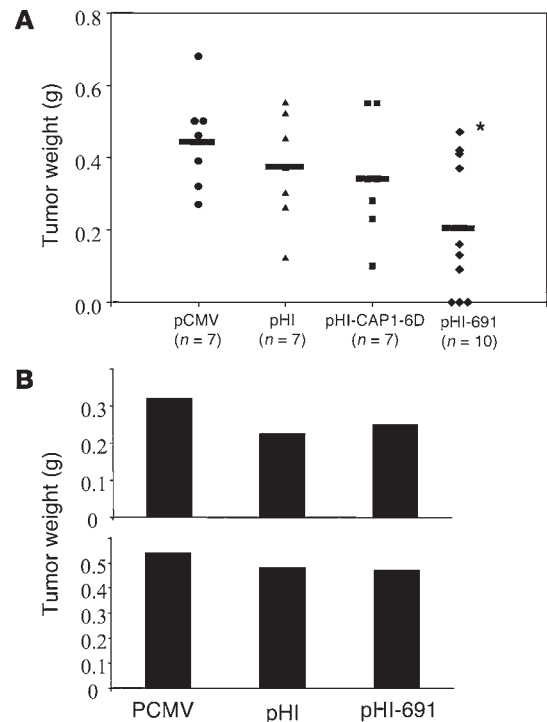 A
Tumor weight (g)
0.8
0.6
0.4
0.2
0.0
*
pCMV
(n = 7)
pHI
(n = 7)
pHI-CAP1-6D
(n = 7)
pHI-691
(n = 10)
B
Tumor weight (g)
0.3
0.2
0.1
0
0.5
0.4
0.3
0.2
0.1
0
PCMV
pHI
pHI-691